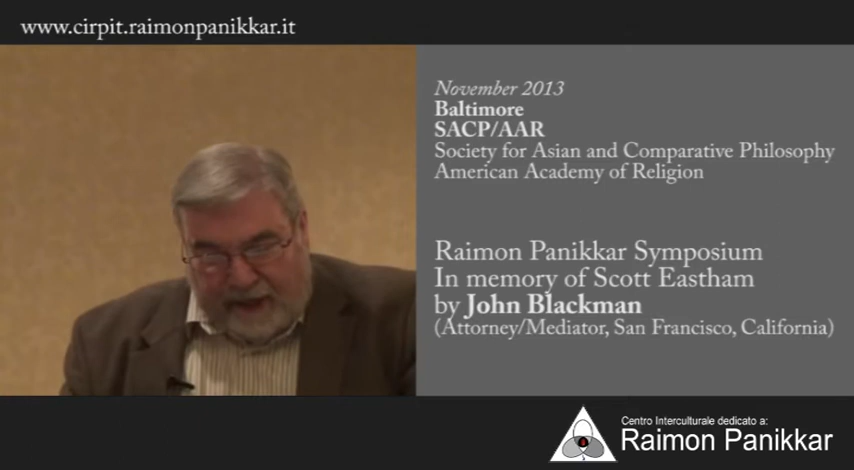 www.cirpit.raimonpanikkar.it
November 2013
Baltimore
SACP/AAR
Society for Asian and Comparative Philosophy
American Academy of Religion
Raimon Panikkar Symposium
In memory of Scott Eastham
by John Blackman
(Attorney/Mediator, San Francisco, California)
Centro Interculturale dedicato a:
Raimon Panikkar